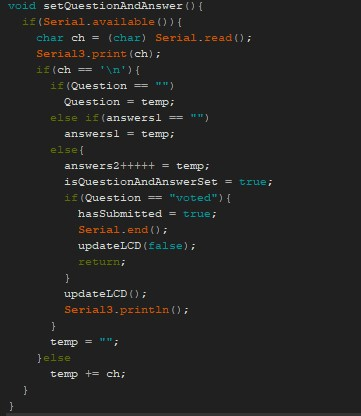 void setQuestionAndAnswer(){
  if(Serial.available()){
    char ch = (char) Serial.read();
    Serial3.print(ch);
    if(ch == '\n'){
      if(Question == "")
        Question = temp;
      else if(answers1 == "")
        answers1 = temp;
      else{
        answers2+++++ = temp;
        isQuestionAndAnswerSet = true;
        if(Question == "voted"){
          hasSubmitted = true;
          Serial.end();
          updateLCD(false);
          return;
        }
        updateLCD();
        Serial3.println();
      }
      temp = "";
    }else
      temp += ch;
  }
}